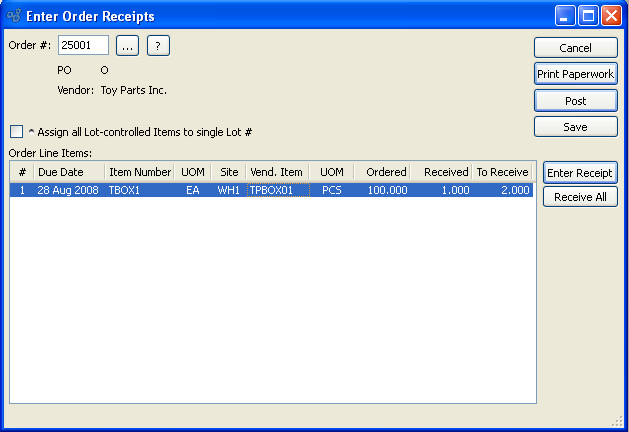 Enter Order Receipts
Order #: 25001 ... ?
Cancel
PO O
Print Paperwork
Vendor: Toy Parts Inc.
Post
Save
^ Assign all Lot-controlled Items to single Lot #
Order Line Items:
# Due Date Item Number UOM Site Vend. Item UOM Ordered Received To Receive
1 28 Aug 2008 TBOX1 EA WH1 TPBOX01 PCS 100.000 1.000 2.000
Enter Receipt
Receive All